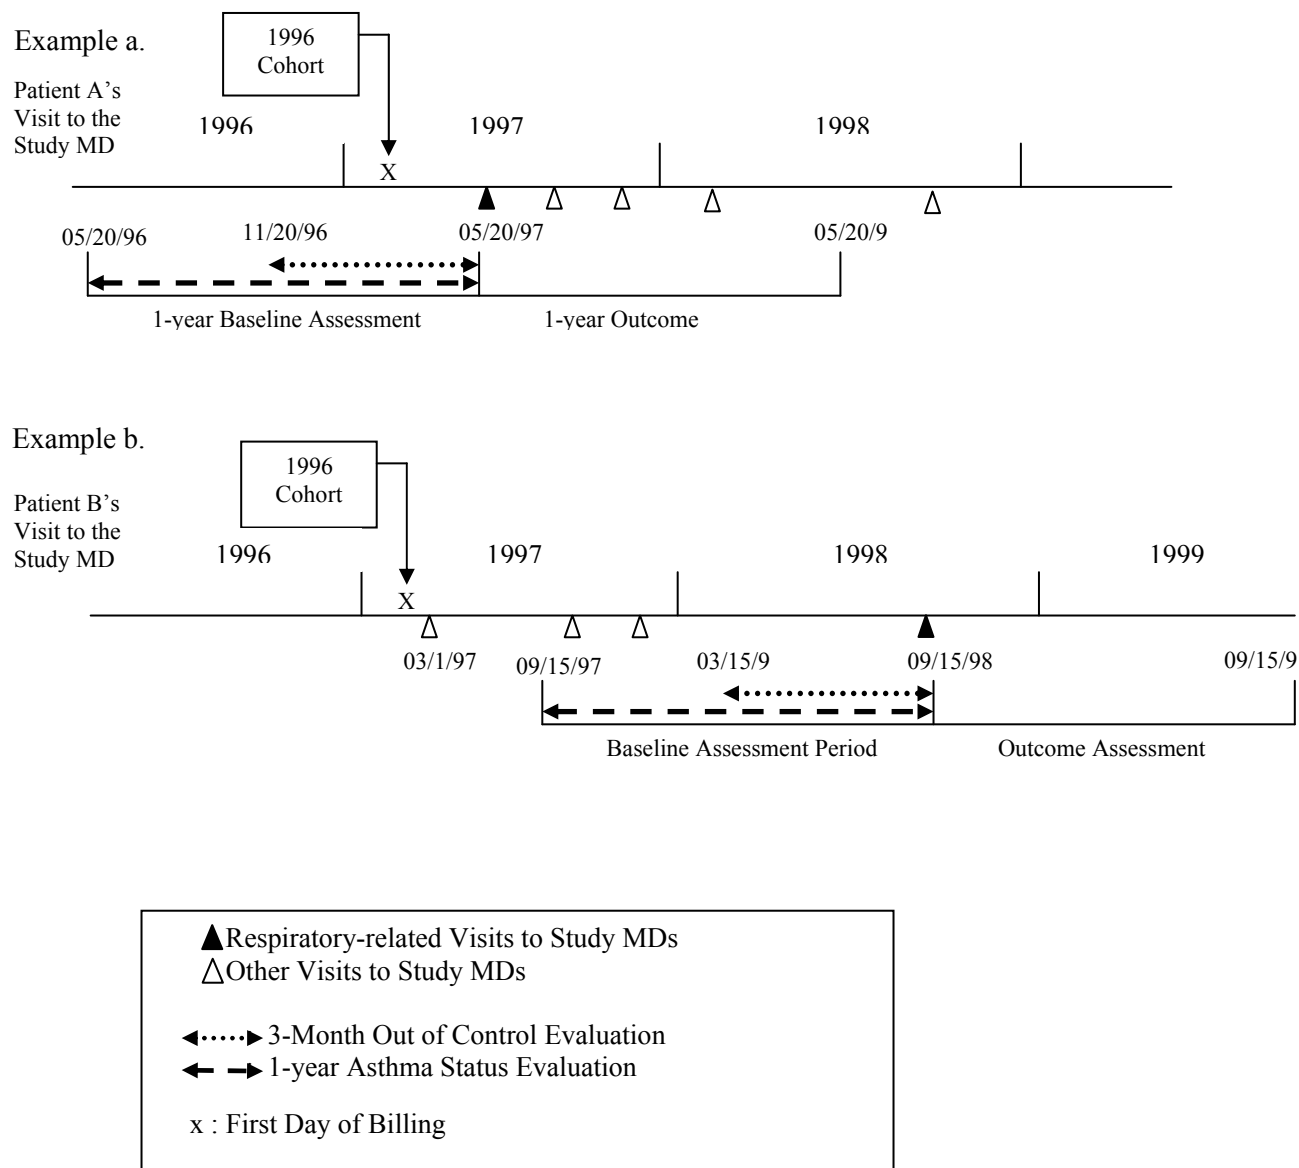 Example a.
1996
Cohort
Patient A’s
Visit to the
Study MD
1996
1997
1998
X
05/20/96
11/20/96
05/20/97
05/20/9
1-year Baseline Assessment
1-year Outcome
Example b.
1996
Cohort
Patient B’s
Visit to the
Study MD
1996
1997
1998
1999
X
03/1/97
09/15/97
03/15/9
09/15/98
09/15/9
Baseline Assessment Period
Outcome Assessment
Respiratory-related Visits to Study MDs
Other Visits to Study MDs
3-Month Out of Control Evaluation
1-year Asthma Status Evaluation
x : First Day of Billing